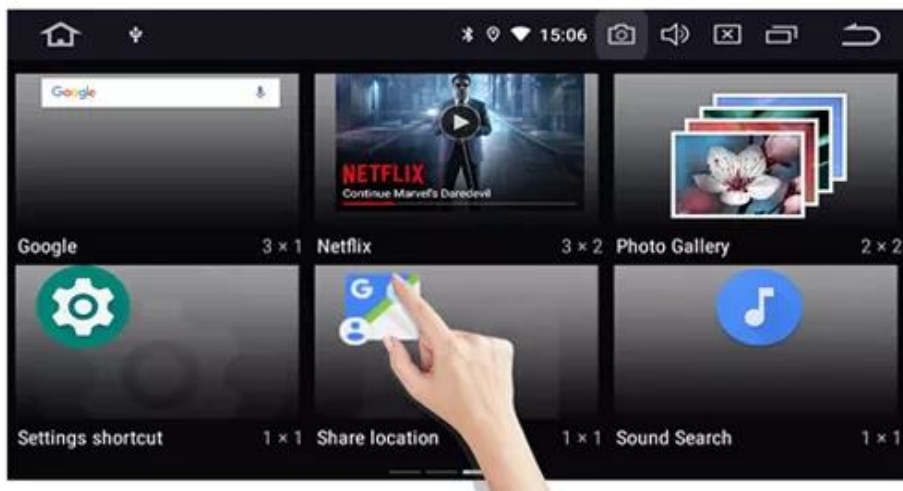 15:06
Google
NETFLIX
Continue Marvel's Daredevil
Google 3 × 1
Netflix 3 × 2
Photo Gallery 2 × 2
G
Settings shortcut 1 × 1
Share location 1 × 1
Sound Search 1 × 1